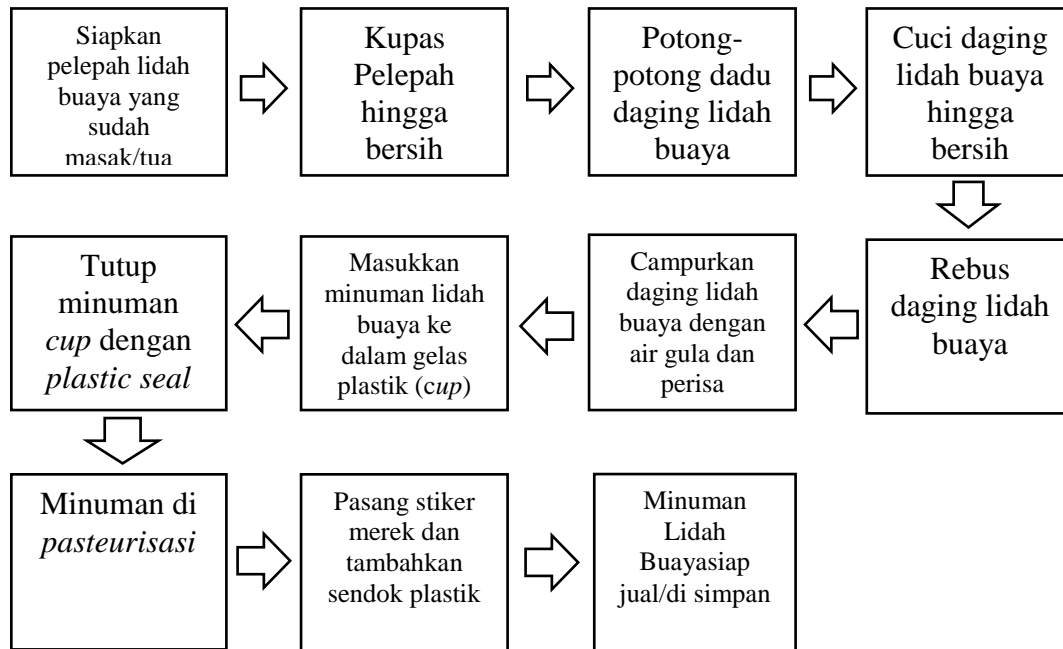 Siapkan
pelepah lidah
buaya yang
sudah
masak/tua
Kupas
Pelepah
hingga
bersih
Potong-
potong dadu
daging lidah
buaya
Cuci daging
lidah buaya
hingga
bersih
Rebus
daging lidah
buaya
Campurkan
daging lidah
buaya dengan
air gula dan
perisa
Masukkan
minuman lidah
buaya ke
dalam gelas
plastik (cup)
Tutup
minuman
cup dengan
plastic seal
Minuman di
pasteurisasi
Pasang stiker
merek dan
tambahkan
sendok plastik
Minuman
Lidah
Buayasiap
jual/di simpan